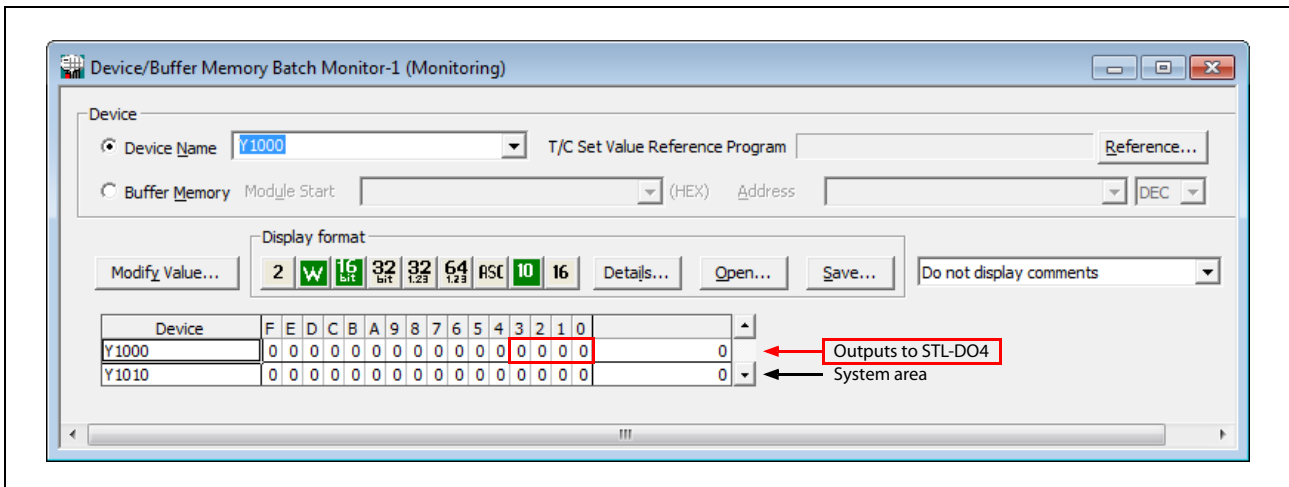 Device/Buffer Memory Batch Monitor-1 (Monitoring)
Device
Device Name Y1000 T/C Set Value Reference Program Reference...
Buffer Memory Module Start (HEX) Address DEC
Display format
Modify Value... 2 W 16 bit 32 bit 32 1.23 64 1.23 ASC 10 16 Details... Open... Save... Do not display comments
Device F E D C B A 9 8 7 6 5 4 3 2 1 0
Y1000 0 0 0 0 0 0 0 0 0 0 0 0 0 0 0 0 0 Outputs to STL-DO4
Y1010 0 0 0 0 0 0 0 0 0 0 0 0 0 0 0 0 0 System area